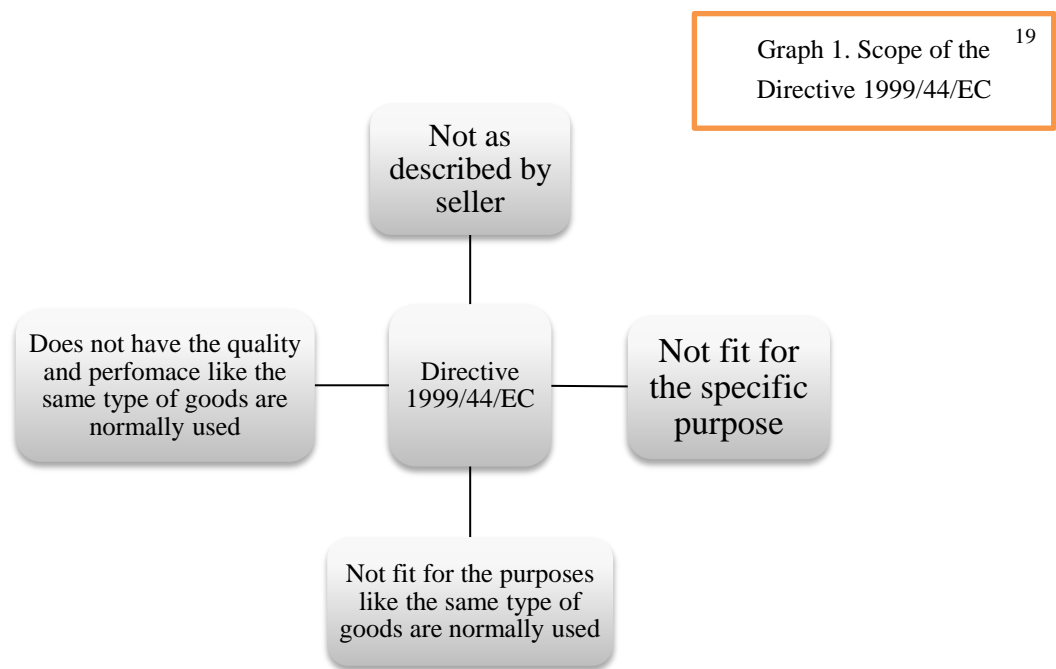 Graph 1. Scope of the 19
Directive 1999/44/EC
Not as
described by
seller
Does not have the quality
and perfomace like the
same type of goods are
normally used
Directive
1999/44/EC
Not fit for
the specific
purpose
Not fit for the purposes
like the same type of
goods are normally used